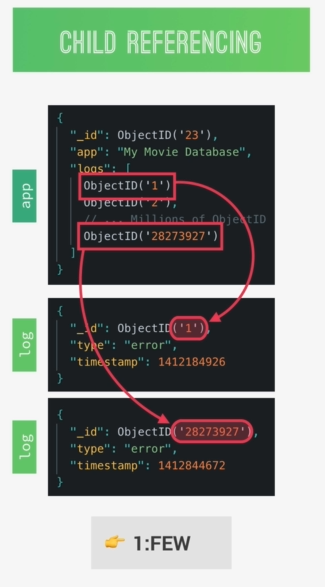 CHILD REFERENCING
app
{
"_id": ObjectID('23'),
"app": "My Movie Database",
"logs": [
ObjectID('1')
ObjectID('2'),
// ... Millions of ObjectID
ObjectID('28273927')
]
}
log
{
"_id": ObjectID('1'),
"type": "error",
"timestamp": 1412184926
}
log
{
"_id": ObjectID('28273927'),
"type": "error",
"timestamp": 1412844672
}
👉 1:FEW